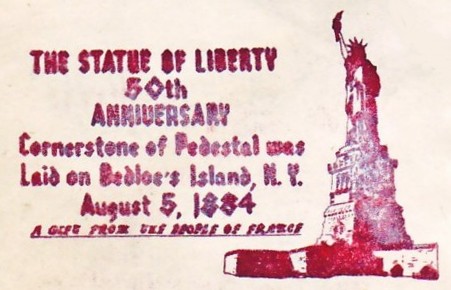 THE STATUE OF LIBERTY
50th
ANNIVERSARY
Cornerstone of Pedestal was
Laid on Bedloe's Island, N.Y.
August 5, 1884
A GIFT FROM THE PEOPLE OF FRANCE